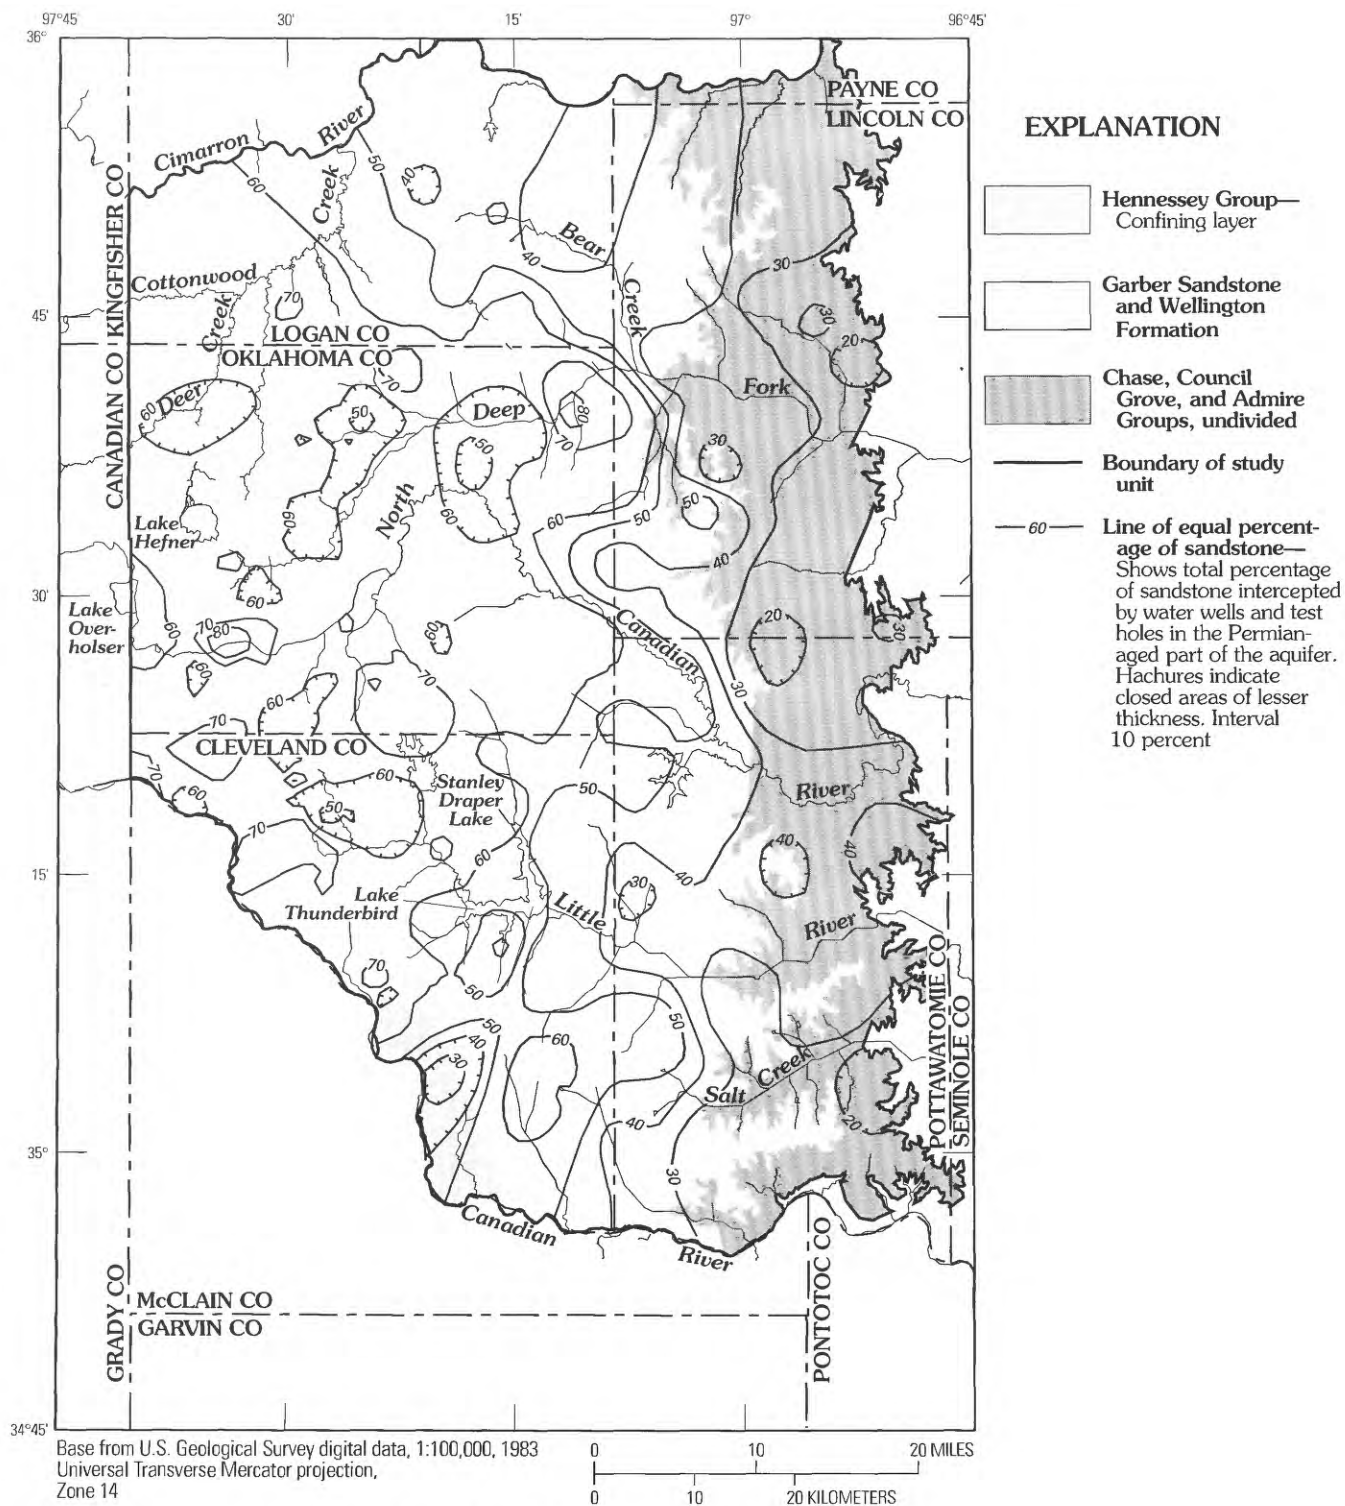 97°45'
30'
15'
97°
96°45'
36°
PAYNE CO
LINCOLN CO
Cimarron
River
50
40
60
Creek
Bear
CANADIAN CO
KINGFISHER CO
Cottonwood
Creek
40
30
70
Creek
30
45'
LOGAN CO
OKLAHOMA CO
20
70
60
Deer
50
Deep
80
Fork
70
50
30
60
North
60
60
50
50
Lake
Hefner
40
30'
60
Lake
Over-
holser
60
70
80
60
Canadian
20
30
60
70
30
60
70
CLEVELAND CO
70
60
60
Stanley
Draper
Lake
50
River
50
70
40
40
60
40
15'
Lake
Thunderbird
30
Little
River
70
50
50
50
40
30
60
Salt
Creek
POTTAWATOMIE CO
SEMINOLE CO
40
20
35°
30
Canadian
River
GRADY CO
McCLAIN CO
GARVIN CO
PONTOTOC CO
34°45'
Base from U.S. Geological Survey digital data, 1:100,000, 1983
Universal Transverse Mercator projection,
Zone 14
0 10 20 MILES
0 10 20 KILOMETERS
EXPLANATION
Hennessey Group—
Confining layer
Garber Sandstone
and Wellington
Formation
Chase, Council
Grove, and Admire
Groups, undivided
Boundary of study
unit
60
Line of equal percent-
age of sandstone—
Shows total percentage
of sandstone intercepted
by water wells and test
holes in the Permian-
aged part of the aquifer.
Hachures indicate
closed areas of lesser
thickness. Interval
10 percent